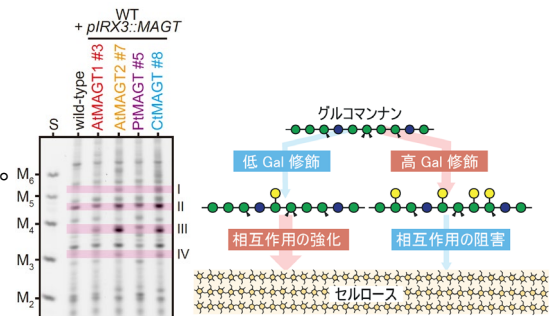 WT
+ pIRX3::MAGT
S
wild-type
AtMAGT1 #3
AtMAGT2 #7
PtMAGT #5
CtMAGT #8
o
M6
M5
M4
M3
M2
I
II
III
IV
グルコマンナン
低 Gal 修飾
高 Gal 修飾
相互作用の強化
相互作用の阻害
セルロース